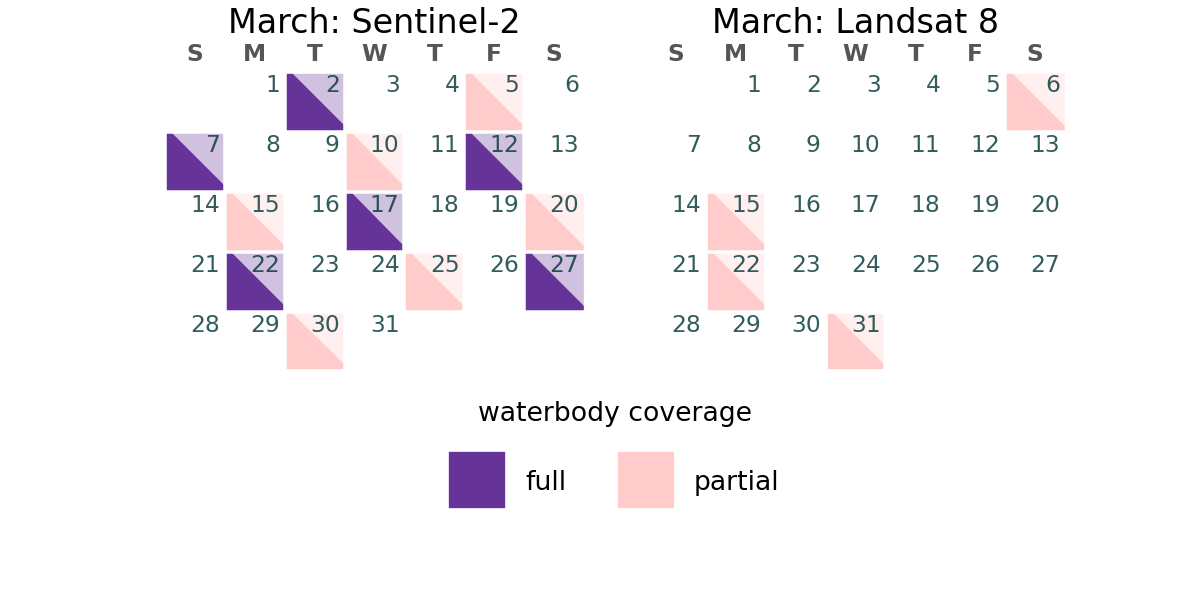 March: Sentinel-2
S M T W T F S
1 2 3 4 5 6
7 8 9 10 11 12 13
14 15 16 17 18 19 20
21 22 23 24 25 26 27
28 29 30 31
March: Landsat 8
S M T W T F S
1 2 3 4 5 6
7 8 9 10 11 12 13
14 15 16 17 18 19 20
21 22 23 24 25 26 27
28 29 30 31
waterbody coverage
full
partial